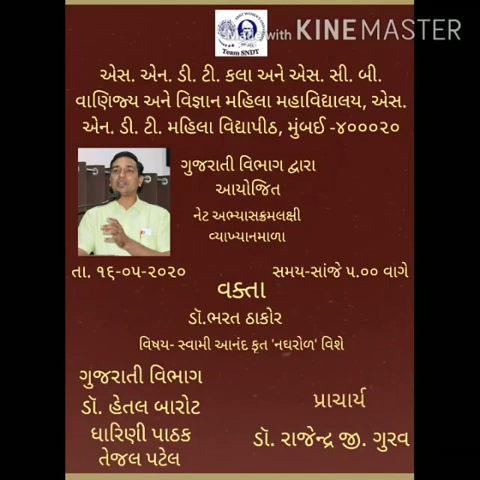 Made with KINEMASTER
Team SNDT
એસ. એન. ડી. ટી. કલા અને એસ. સી. બી.
વાણિજ્ય અને વિજ્ઞાન મહિલા મહાવિદ્યાલય, એસ.
એન. ડી. ટી. મહિલા વિદ્યાપીઠ, મુંબઈ -૪૦૦૦૨૦
ગુજરાતી વિભાગ દ્વારા
આયોજિત
નેટ અભ્યાસક્રમલક્ષી
વ્યાખ્યાનમાળા
તા. ૧૬-૦૫-૨૦૨૦
સમય-સાંજે ૫.૦૦ વાગે
વક્તા
ડૉ.ભરત ઠાકોર
વિષય- સ્વામી આનંદ કૃત 'નઘરોળ' વિશે
ગુજરાતી વિભાગ
ડૉ. હેતલ બારોટ
ધારિણી પાઠક
તેજલ પટેલ
પ્રાચાર્ય
ડૉ. રાજેન્દ્ર જી. ગુરવ